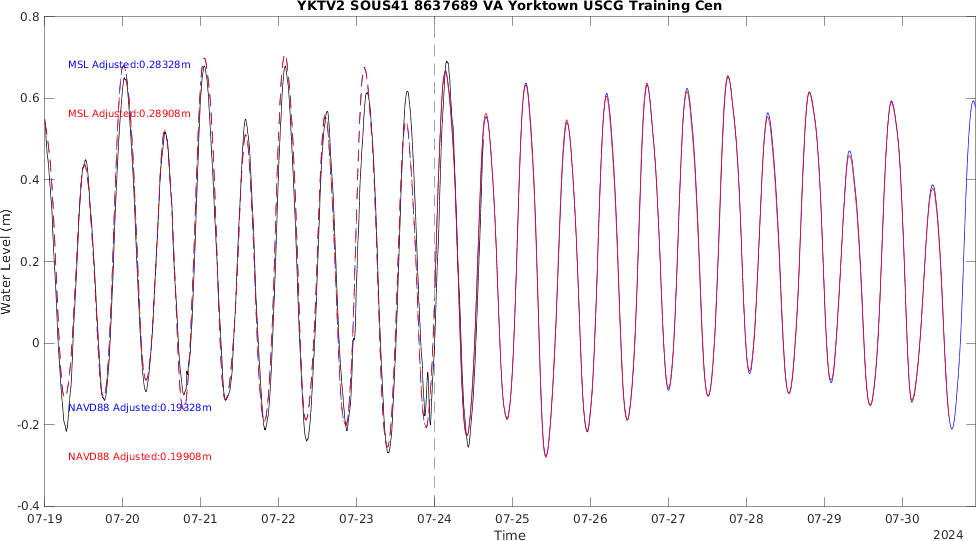 YKTV2 SOUS41 8637689 VA Yorktown USCG Training Cen
0.8
0.6
0.4
0.2
0
-0.2
-0.4
Water Level (m)
MSL Adjusted:0.28328m
MSL Adjusted:0.28908m
NAVD88 Adjusted:0.19328m
NAVD88 Adjusted:0.19908m
07-19 07-20 07-21 07-22 07-23 07-24 07-25 07-26 07-27 07-28 07-29 07-30
Time
2024